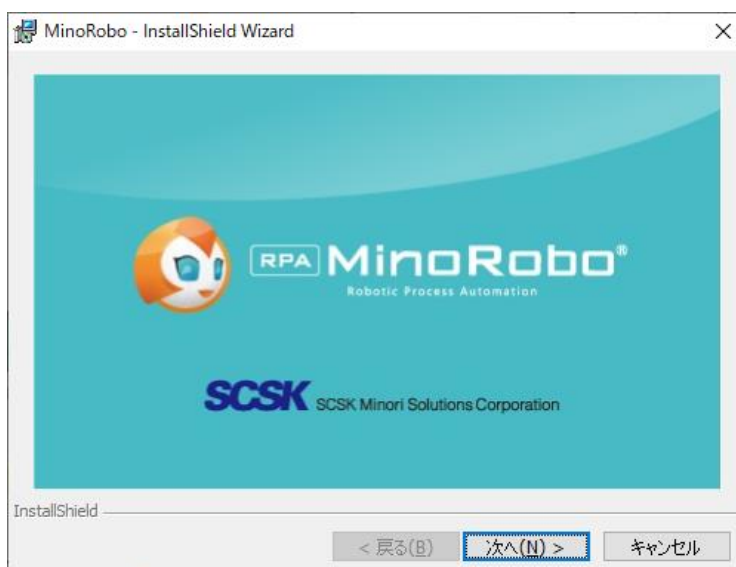 MinoRobo - InstallShield Wizard
RPA MinoRobo®
Robotic Process Automation
SCSK SCSK Minori Solutions Corporation
InstallShield
< 戻る(B) 次へ(N) > キャンセル